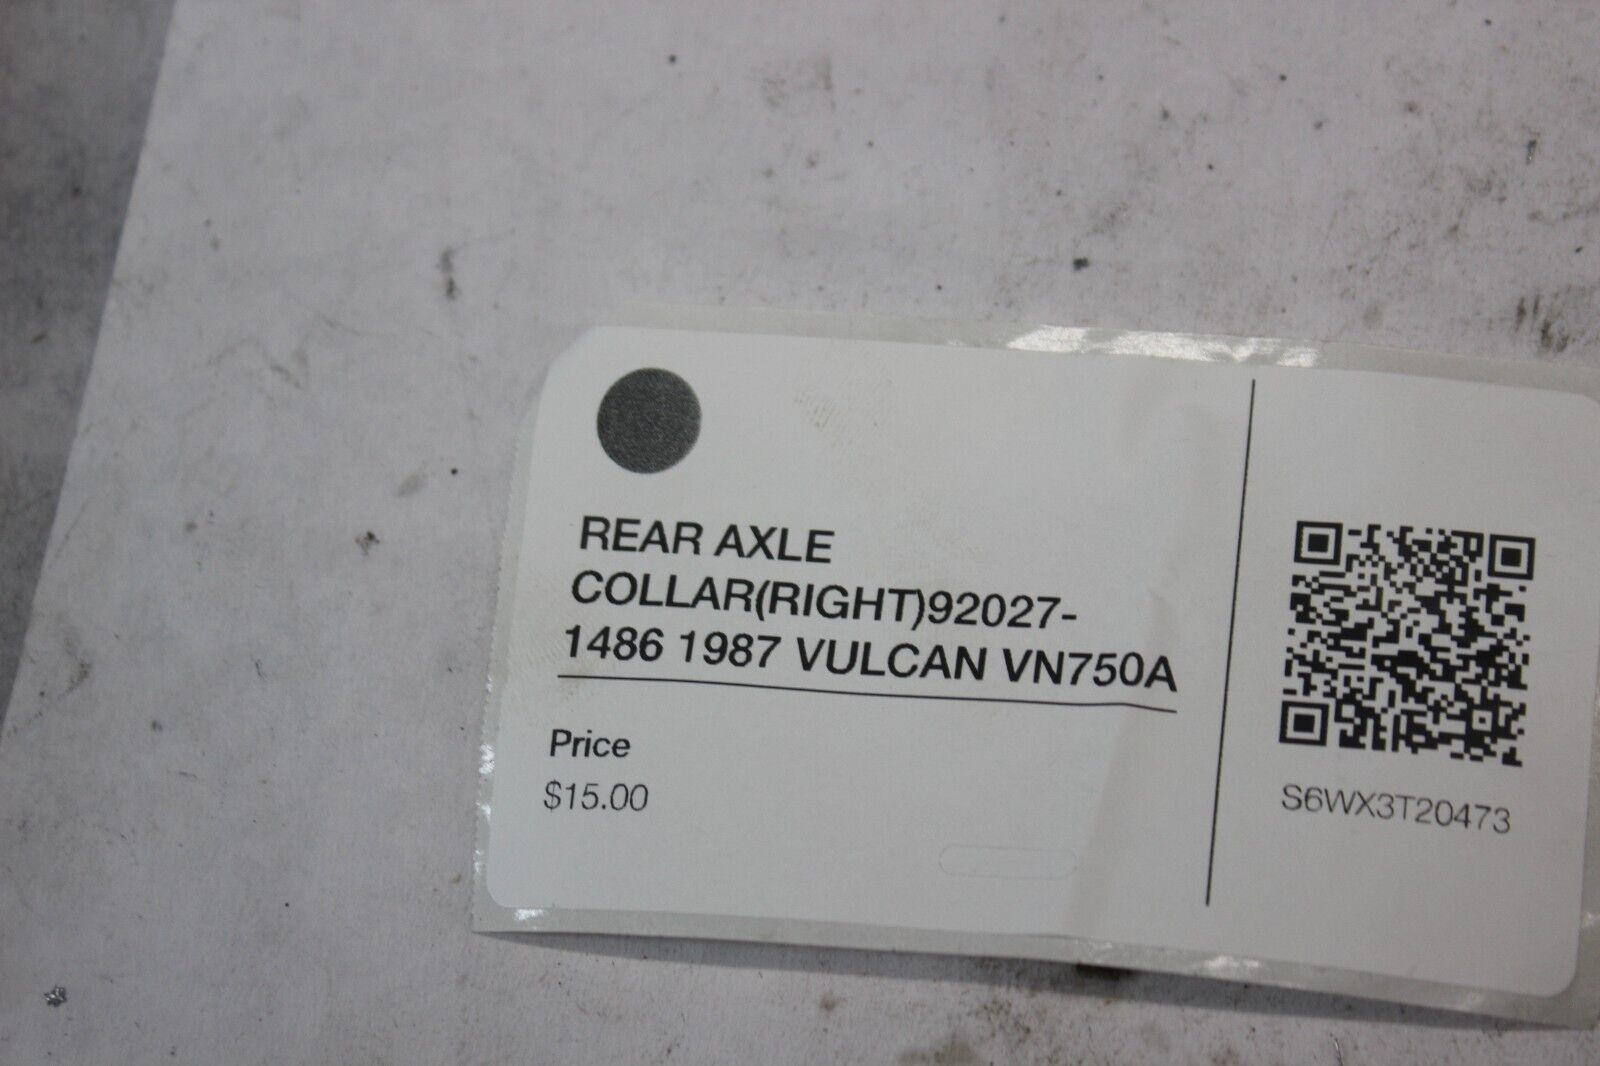 REAR AXLE
COLLAR(RIGHT)92027-
1486 1987 VULCAN VN750A
Price
$15.00
S6WX3T20473